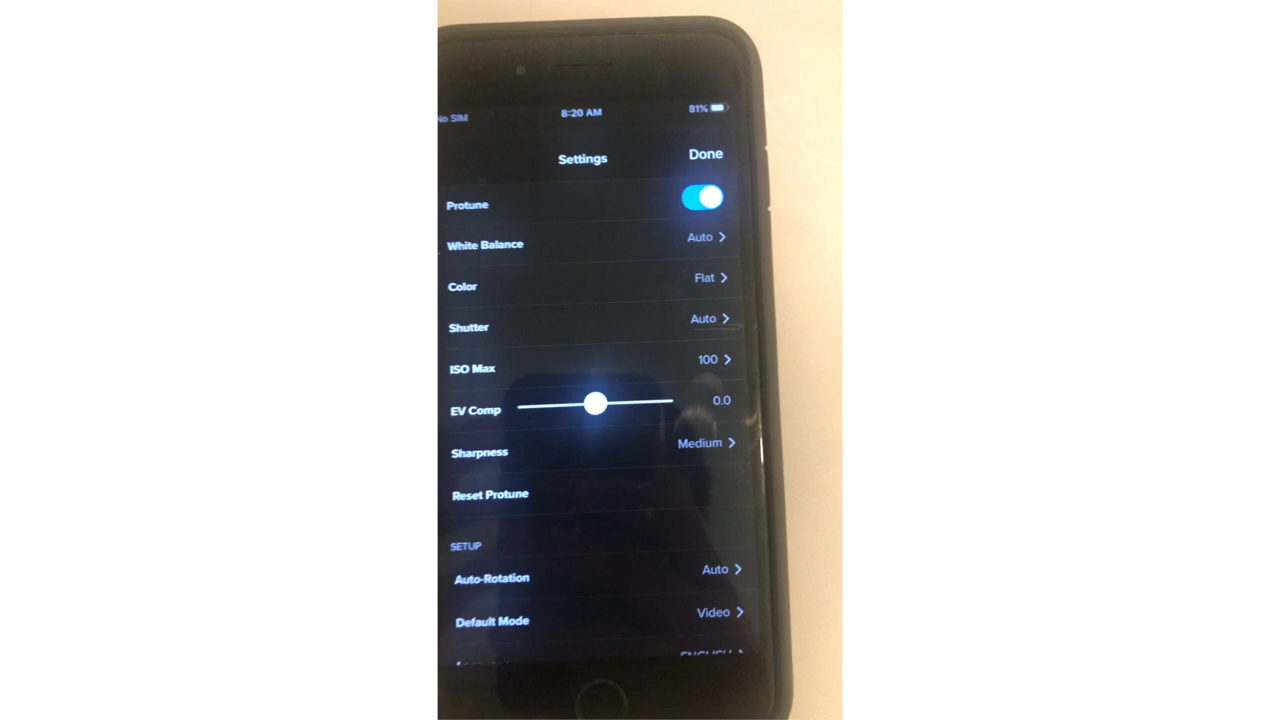 No SIM 8:20 AM 81%
Settings Done
Protune
White Balance Auto
Color Flat
Shutter Auto
ISO Max 100
EV Comp 0.0
Sharpness Medium
Reset Protune
SETUP
Auto-Rotation Auto
Default Mode Video
ENGLISH